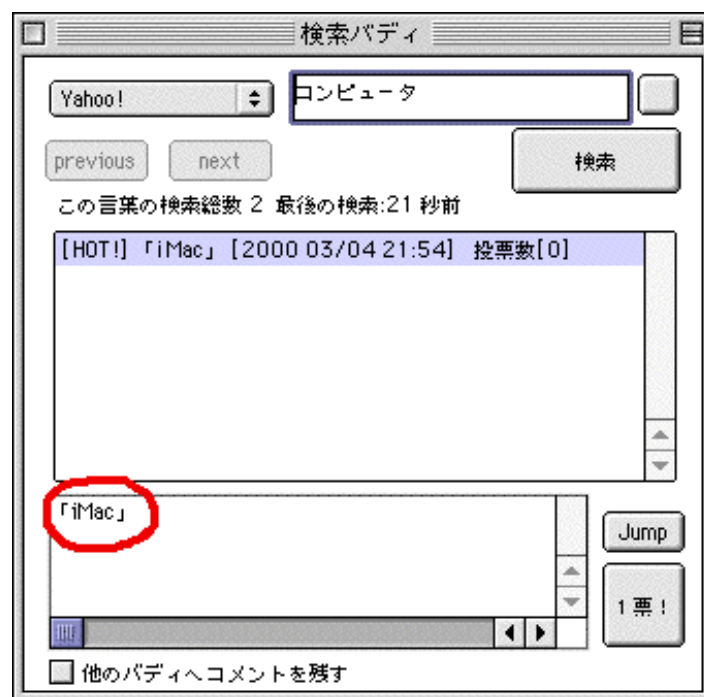 検索バディ
Yahoo!
コンピュータ
previous
next
検索
この言葉の検索総数 2 最後の検索:21 秒前
[HOT!] 「iMac」 [2000 03/04 21:54] 投票数[0]
「iMac」
Jump
1 票 !
他のバディへコメントを残す